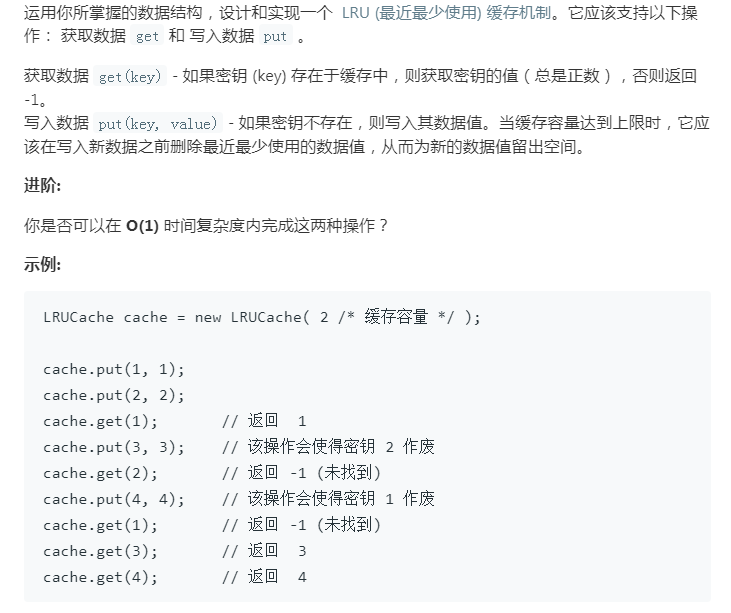 运用你所掌握的数据结构，设计和实现一个 LRU (最近最少使用) 缓存机制。它应该支持以下操
作： 获取数据 get 和 写入数据 put 。
获取数据 get(key) - 如果密钥 (key) 存在于缓存中，则获取密钥的值（总是正数），否则返回
-1。
写入数据 put(key, value) - 如果密钥不存在，则写入其数据值。当缓存容量达到上限时，它应
该在写入新数据之前删除最近最少使用的数据值，从而为新的数据值留出空间。
进阶:
你是否可以在 O(1) 时间复杂度内完成这两种操作？
示例:
LRUCache cache = new LRUCache( 2 /* 缓存容量 */ );
cache.put(1, 1);
cache.put(2, 2);
cache.get(1);       // 返回  1
cache.put(3, 3);    // 该操作会使得密钥 2 作废
cache.get(2);       // 返回 -1 (未找到)
cache.put(4, 4);    // 该操作会使得密钥 1 作废
cache.get(1);       // 返回 -1 (未找到)
cache.get(3);       // 返回  3
cache.get(4);       // 返回  4